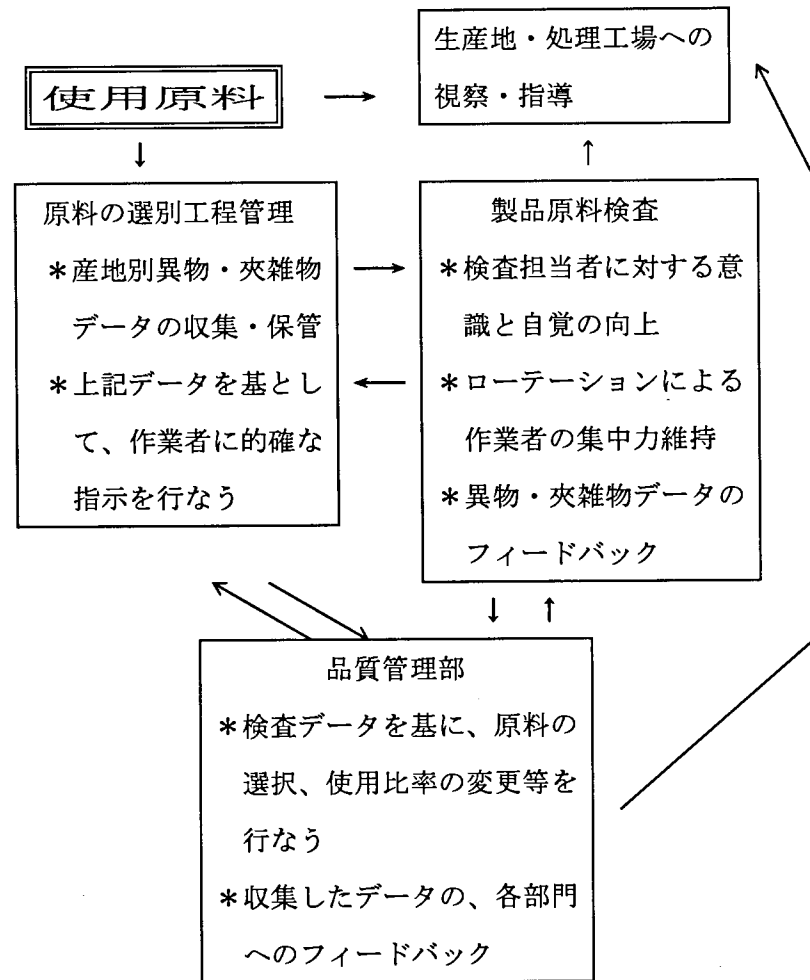 使用原料
→
生産地・処理工場への
視察・指導
↓
↑
原料の選別工程管理
＊産地別異物・夾雑物
データの収集・保管
＊上記データを基とし
て、作業者に的確な
指示を行なう
→
←
製品原料検査
＊検査担当者に対する意
識と自覚の向上
＊ローテーションによる
作業者の集中力維持
＊異物・夾雑物データの
フィードバック
↓ ↑
品質管理部
＊検査データを基に、原料の
選択、使用比率の変更等を
行なう
＊収集したデータの、各部門
へのフィードバック